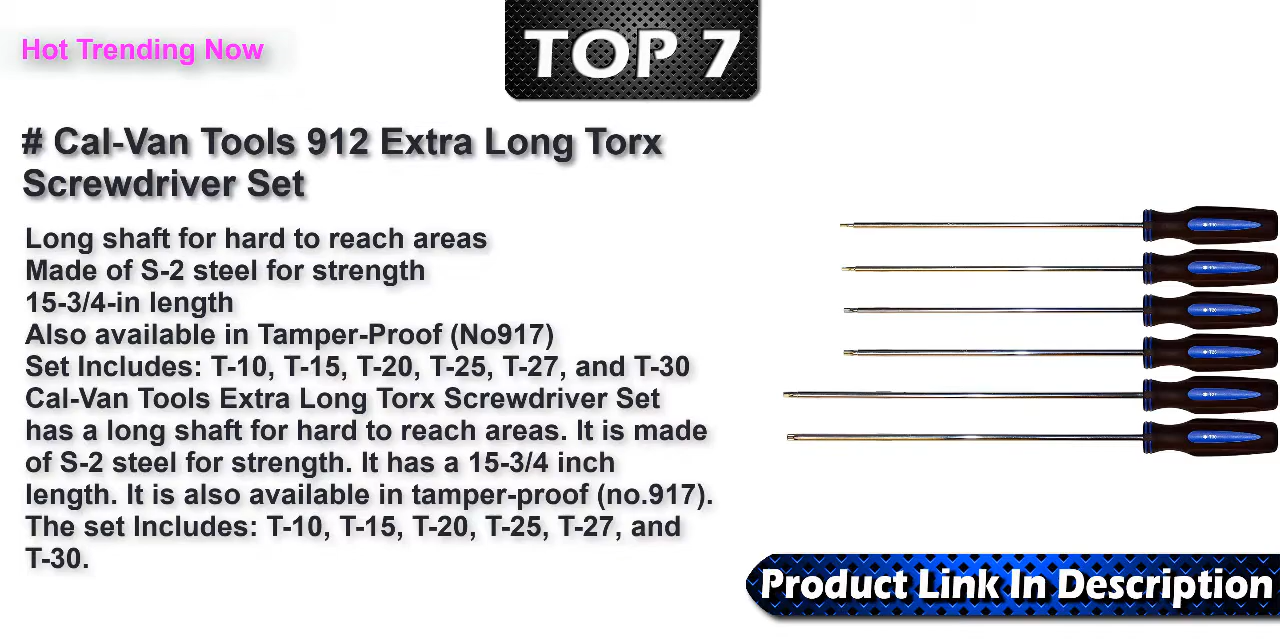 Hot Trending Now
TOP 7
# Cal-Van Tools 912 Extra Long Torx
Screwdriver Set
Long shaft for hard to reach areas
Made of S-2 steel for strength
15-3/4-in length
Also available in Tamper-Proof (No917)
Set Includes: T-10, T-15, T-20, T-25, T-27, and T-30
Cal-Van Tools Extra Long Torx Screwdriver Set
has a long shaft for hard to reach areas. It is made
of S-2 steel for strength. It has a 15-3/4 inch
length. It is also available in tamper-proof (no.917).
The set Includes: T-10, T-15, T-20, T-25, T-27, and
T-30.
Product Link In Description